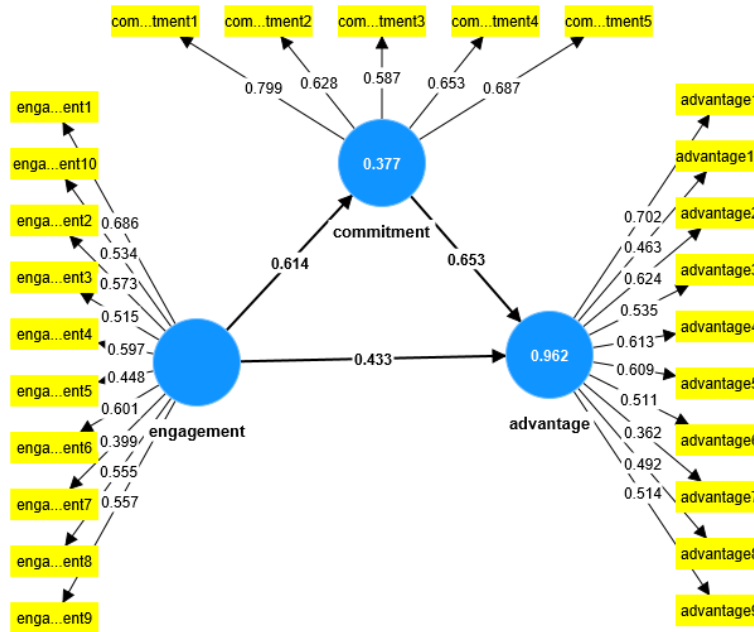 com...tment1
com...tment2
com...tment3
com...tment4
com...tment5
0.799
0.628
0.587
0.653
0.687
enga...ent1
enga...ent10
enga...ent2
enga...ent3
enga...ent4
enga...ent5
enga...ent6
enga...ent7
enga...ent8
enga...ent9
0.686
0.534
0.573
0.515
0.597
0.448
0.601
0.399
0.555
0.557
0.377
commitment
0.614
0.653
0.433
engagement
0.962
advantage
0.702
0.463
0.624
0.535
0.613
0.609
0.511
0.362
0.492
0.514
advantage1
advantage1
advantage2
advantage3
advantage4
advantage5
advantage6
advantage7
advantage8
advantage9